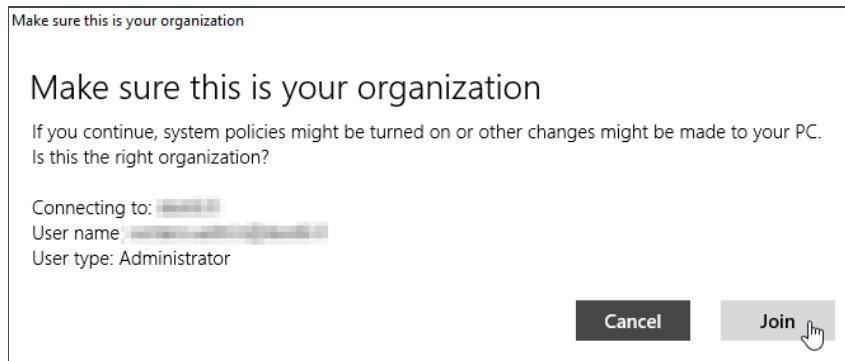 Make sure this is your organization
Make sure this is your organization
If you continue, system policies might be turned on or other changes might be made to your PC.
Is this the right organization?
Connecting to:
User name:
User type: Administrator
Cancel
Join